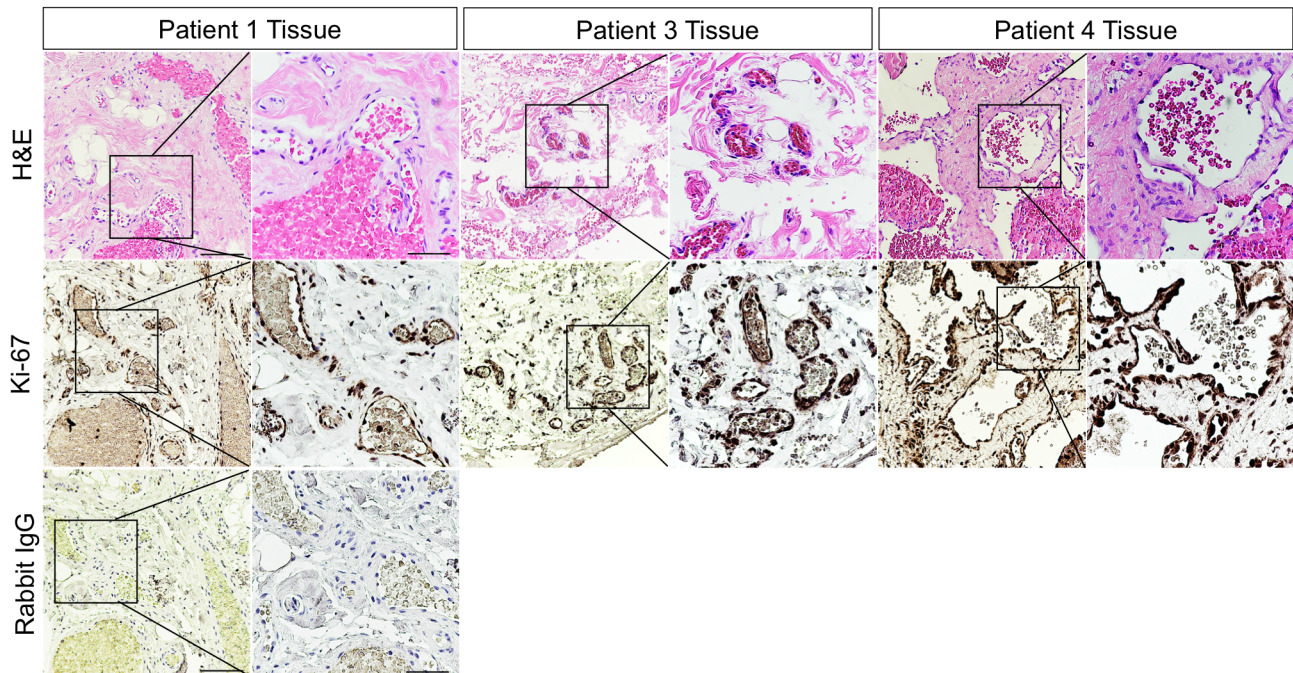 Patient 1 Tissue
Patient 3 Tissue
Patient 4 Tissue
H&E
Ki-67
Rabbit IgG